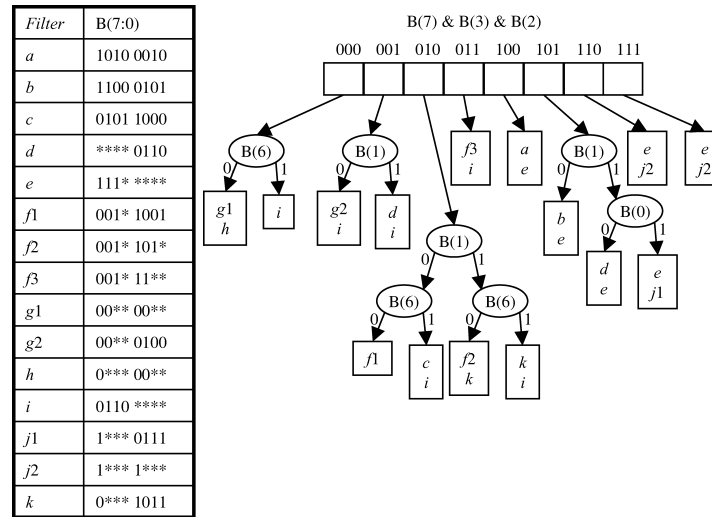 Filter B(7:0)
a 1010 0010
b 1100 0101
c 0101 1000
d **** 0110
e 111* ****
f1 001* 1001
f2 001* 101*
f3 001* 11**
g1 00** 00**
g2 00** 0100
h 0*** 00**
i 0110 ****
j1 1*** 0111
j2 1*** 1***
k 0*** 1011
B(7) & B(3) & B(2)
000 001 010 011 100 101 110 111
B(6) B(1) f3 a B(1) e e
i e j2 j2
0 1 0 1 0 1
g1 i g2 d b B(0)
h i i e
0 1
B(1) d e
e j1
0 1
B(6) B(6)
0 1 0 1
f1 c f2 k
i k i